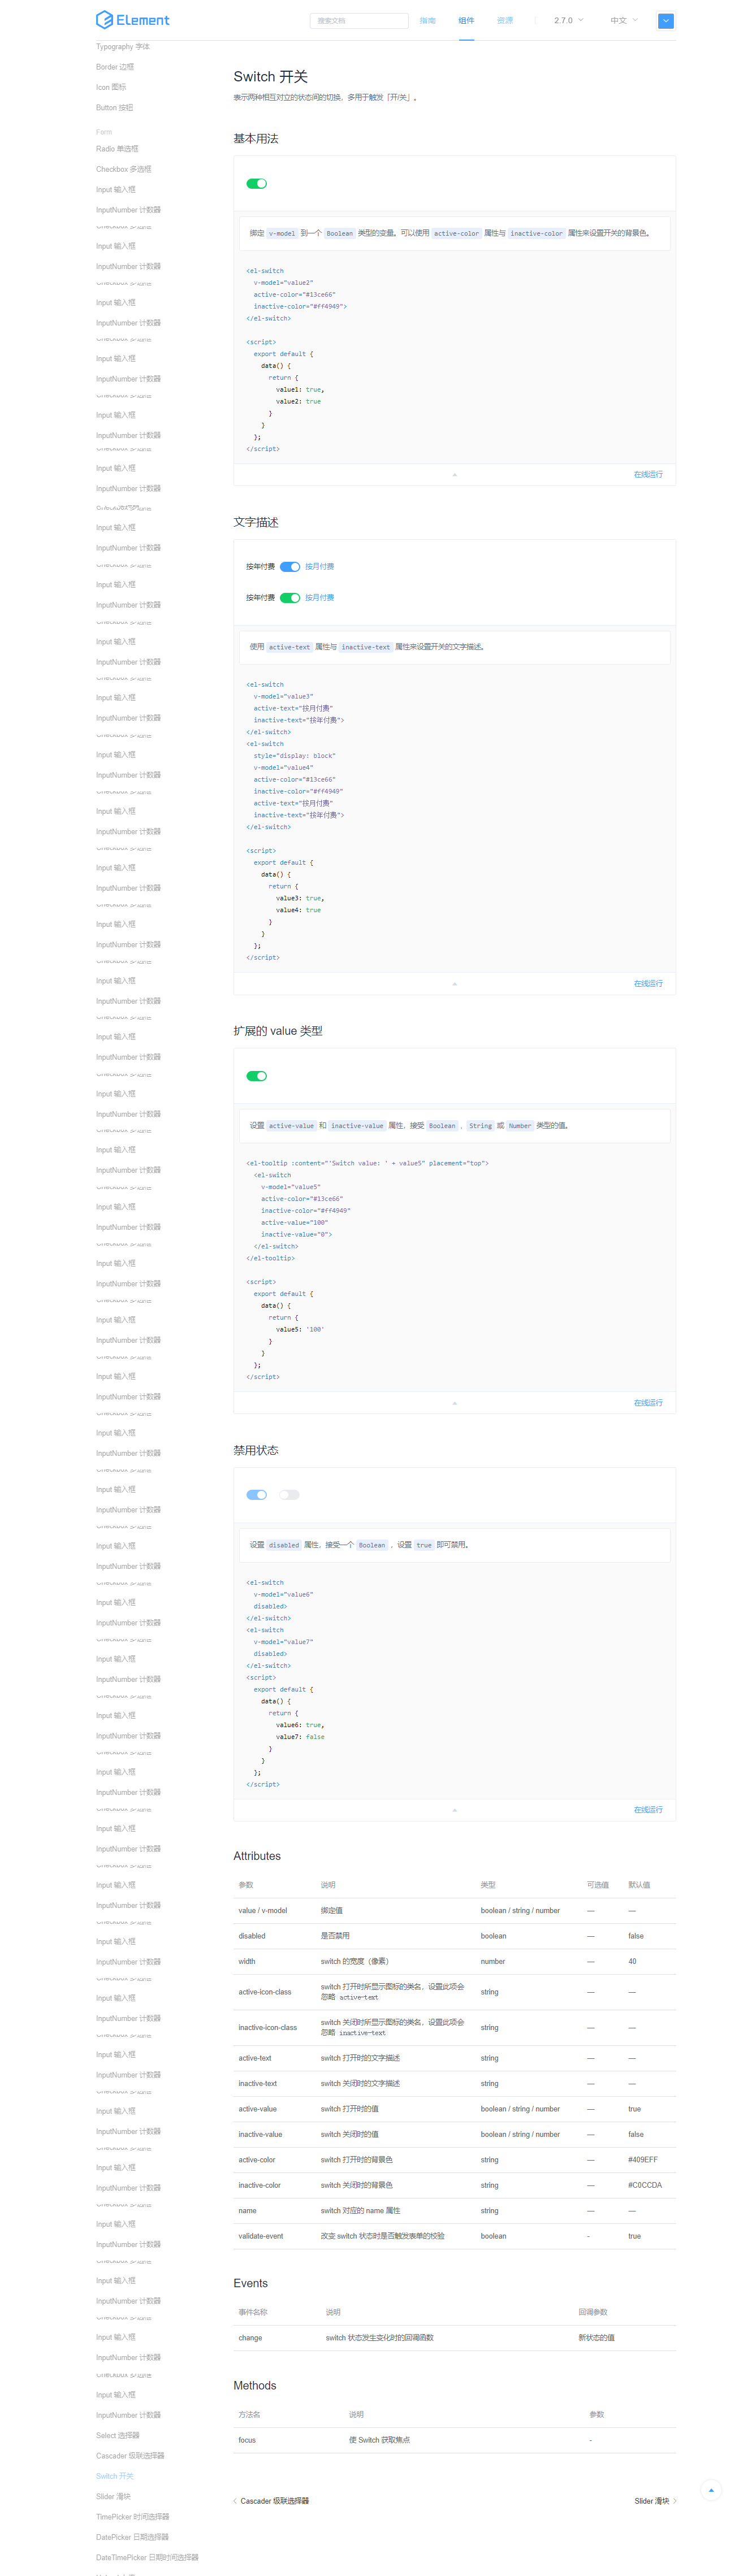 Element
搜索文档
指南
组件
资源
2.7.0
中文
Typography 字体
Border 边框
Icon 图标
Button 按钮
Form
Radio 单选框
Checkbox 多选框
Input 输入框
InputNumber 计数器
Input 输入框
InputNumber 计数器
Input 输入框
InputNumber 计数器
Input 输入框
InputNumber 计数器
Input 输入框
InputNumber 计数器
Input 输入框
InputNumber 计数器
Input 输入框
InputNumber 计数器
Input 输入框
InputNumber 计数器
Input 输入框
InputNumber 计数器
Input 输入框
InputNumber 计数器
Input 输入框
InputNumber 计数器
Input 输入框
InputNumber 计数器
Input 输入框
InputNumber 计数器
Input 输入框
InputNumber 计数器
Input 输入框
InputNumber 计数器
Input 输入框
InputNumber 计数器
Input 输入框
InputNumber 计数器
Input 输入框
InputNumber 计数器
Input 输入框
InputNumber 计数器
Input 输入框
InputNumber 计数器
Input 输入框
InputNumber 计数器
Input 输入框
InputNumber 计数器
Input 输入框
InputNumber 计数器
Input 输入框
InputNumber 计数器
Input 输入框
InputNumber 计数器
Input 输入框
InputNumber 计数器
Input 输入框
InputNumber 计数器
Input 输入框
InputNumber 计数器
Input 输入框
InputNumber 计数器
Input 输入框
InputNumber 计数器
Input 输入框
InputNumber 计数器
Input 输入框
InputNumber 计数器
Input 输入框
InputNumber 计数器
Input 输入框
InputNumber 计数器
Input 输入框
InputNumber 计数器
Input 输入框
InputNumber 计数器
Input 输入框
InputNumber 计数器
Input 输入框
InputNumber 计数器
Input 输入框
InputNumber 计数器
Input 输入框
InputNumber 计数器
Select 选择器
Cascader 级联选择器
Switch 开关
Slider 滑块
TimePicker 时间选择器
DatePicker 日期选择器
DateTimePicker 日期时间选择器
Switch 开关
表示两种相互对立的状态间的切换，多用于触发「开/关」。
基本用法
绑定 v-model 到一个 Boolean 类型的变量。可以使用 active-color 属性与 inactive-color 属性来设置开关的背景色。
<el-switch
v-model="value2"
active-color="#13ce66"
inactive-color="#ff4949">
</el-switch>
<script>
export default {
data() {
return {
value1: true,
value2: true
}
}
};
</script>
在线运行
文字描述
按年付费 按月付费
按年付费 按月付费
使用 active-text 属性与 inactive-text 属性来设置开关的文字描述。
<el-switch
v-model="value3"
active-text="按月付费"
inactive-text="按年付费">
</el-switch>
<el-switch
style="display: block"
v-model="value4"
active-color="#13ce66"
inactive-color="#ff4949"
active-text="按月付费"
inactive-text="按年付费">
</el-switch>
<script>
export default {
data() {
return {
value3: true,
value4: true
}
}
};
</script>
在线运行
扩展的 value 类型
设置 active-value 和 inactive-value 属性，接受 Boolean 、 String 或 Number 类型的值。
<el-tooltip :content="'Switch value: ' + value5" placement="top">
<el-switch
v-model="value5"
active-color="#13ce66"
inactive-color="#ff4949"
active-value="100"
inactive-value="0">
</el-switch>
</el-tooltip>
<script>
export default {
data() {
return {
value5: '100'
}
}
};
</script>
在线运行
禁用状态
设置 disabled 属性，接受一个 Boolean ，设置 true 即可禁用。
<el-switch
v-model="value6"
disabled>
</el-switch>
<el-switch
v-model="value7"
disabled>
</el-switch>
<script>
export default {
data() {
return {
value6: true,
value7: false
}
}
};
</script>
在线运行
Attributes
参数 说明 类型 可选值 默认值
value / v-model 绑定值 boolean / string / number — —
disabled 是否禁用 boolean — false
width switch 的宽度（像素） number — 40
active-icon-class switch 打开时所显示图标的类名，设置此项会忽略 active-text string — —
inactive-icon-class switch 关闭时所显示图标的类名，设置此项会忽略 inactive-text string — —
active-text switch 打开时的文字描述 string — —
inactive-text switch 关闭时的文字描述 string — —
active-value switch 打开时的值 boolean / string / number — true
inactive-value switch 关闭时的值 boolean / string / number — false
active-color switch 打开时的背景色 string — #409EFF
inactive-color switch 关闭时的背景色 string — #C0CCDA
name switch 对应的 name 属性 string — —
validate-event 改变 switch 状态时是否触发表单的校验 boolean - true
Events
事件名称 说明 回调参数
change switch 状态发生变化时的回调函数 新状态的值
Methods
方法名 说明 参数
focus 使 Switch 获取焦点 -
Cascader 级联选择器
Slider 滑块